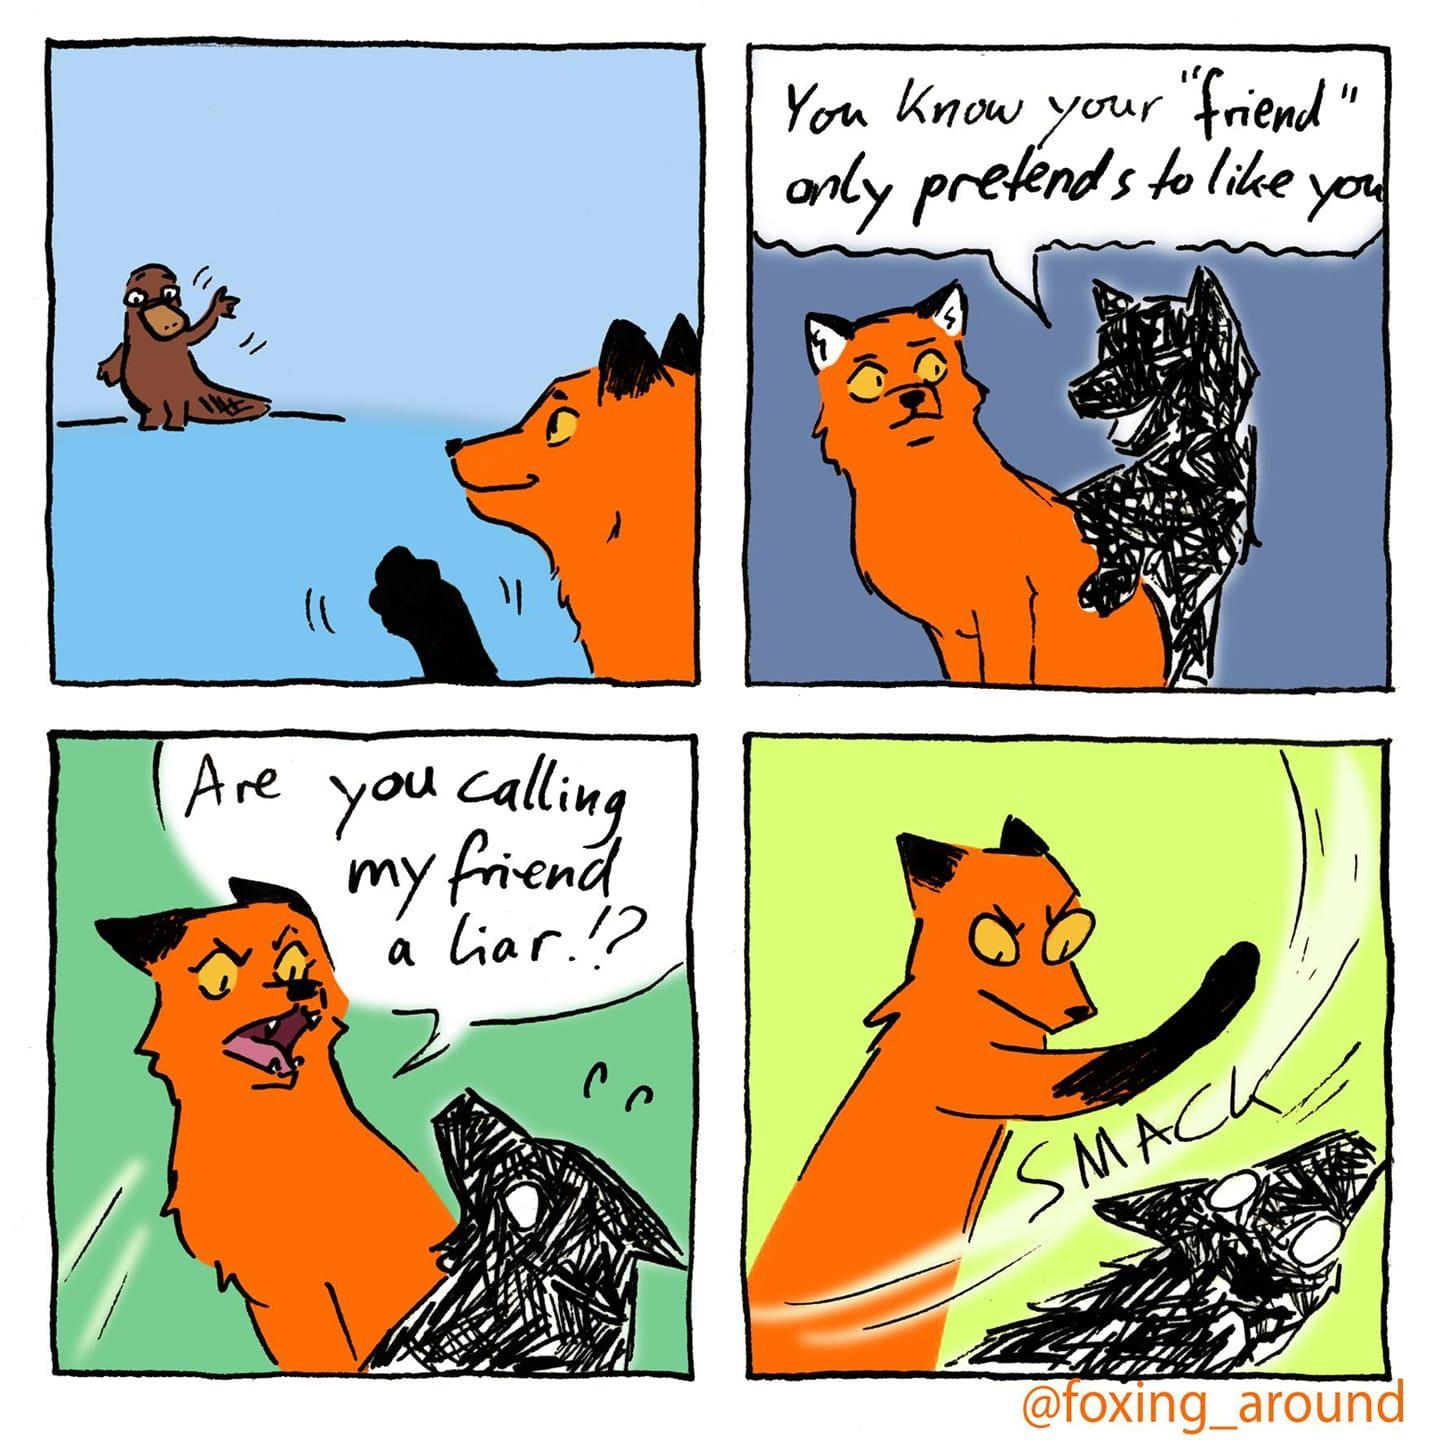 You know your "friend"
only pretends to like you
Are you calling
my friend
a liar.!?
SMACK
@foxing_around